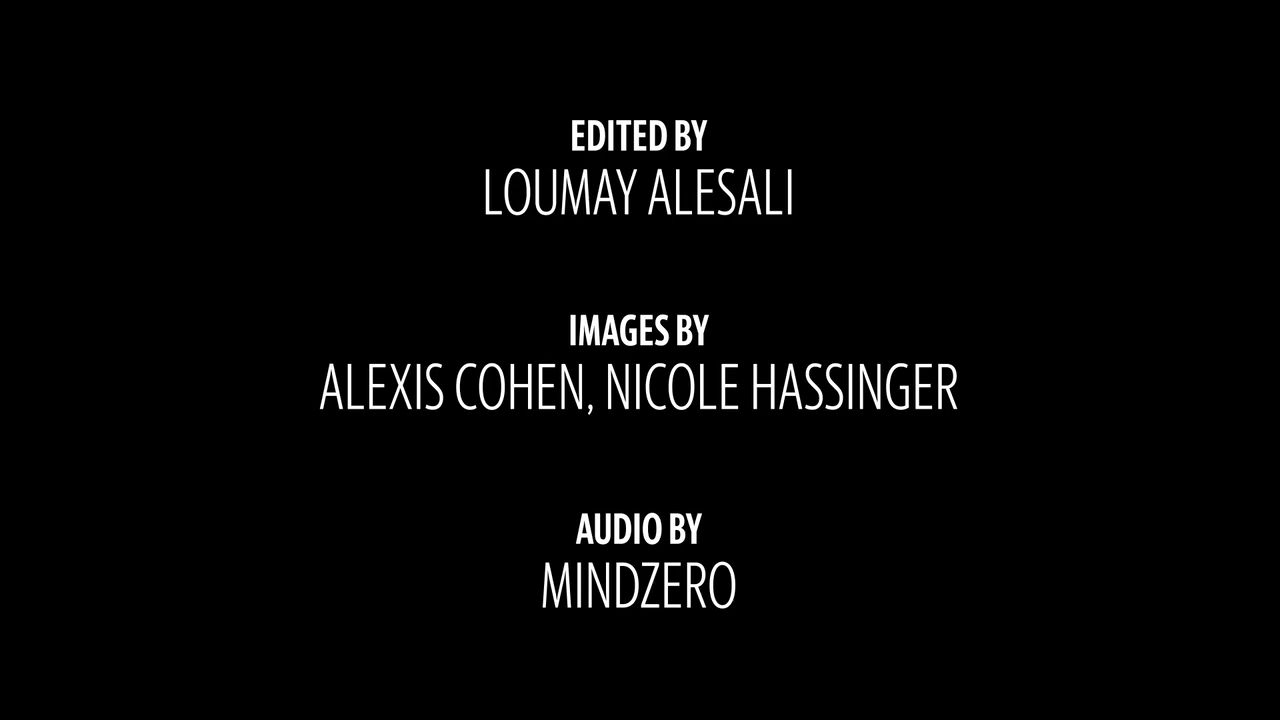 EDITED BY
LOUMAY ALESALI
IMAGES BY
ALEXIS COHEN, NICOLE HASSINGER
AUDIO BY
MINDZERO